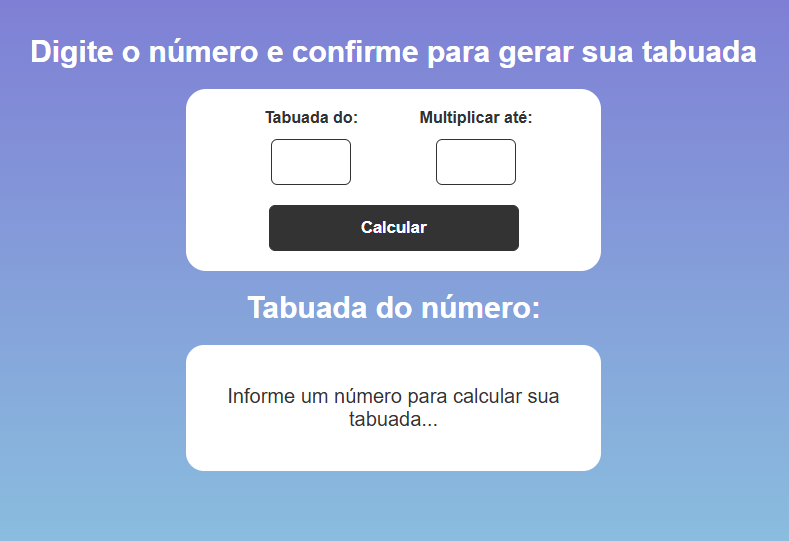 Digite o número e confirme para gerar sua tabuada
Tabuada do:
Multiplicar até:
Calcular
Tabuada do número:
Informe um número para calcular sua
tabuada...